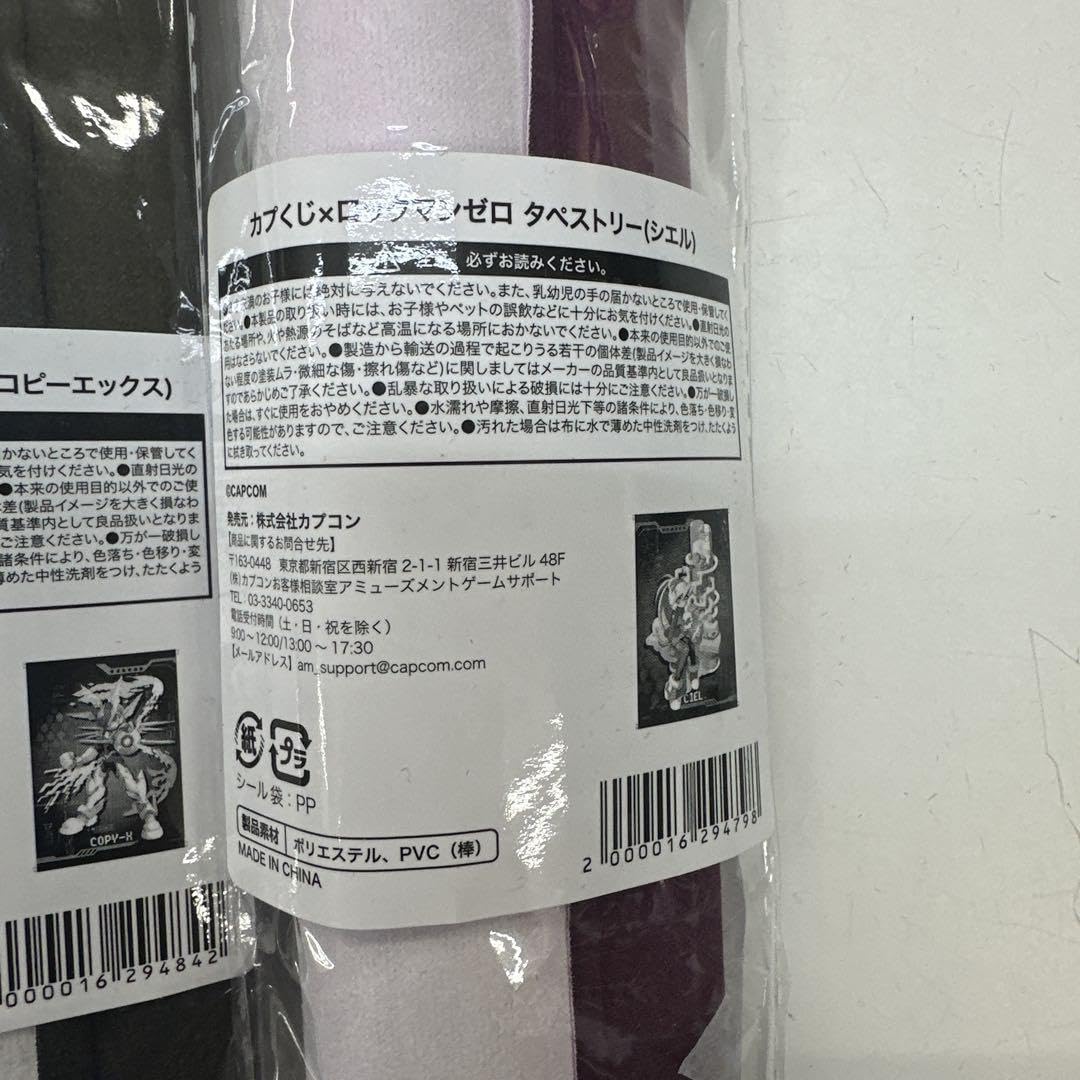 カプくじ×ロックマンゼロ タペストリー(シエル)
必ずお読みください。
のお子様には絶対に与えないでください。また、乳幼児の手の届かないところで使用・保管して
ください。●本製品の取り扱い時には、お子様やペットの誤飲などに十分にお気を付けください。●直射日光の
あたる場所や、火や熱源のそばなど高温になる場所におかないでください。●本来の使用目的以外でのご使
用はなさらないでください。●製造から輸送の過程で起こりうる若干の個体差(製品イメージを大きく損なわ
ない程度の塗装ムラ・微細な傷・擦れ傷など)に関しましてはメーカーの品質基準内として良品扱いとなりま
すのであらかじめご了承ください。●乱暴な取り扱いによる破損には十分にご注意ください。●万が一破損し
た場合は、すぐに使用をおやめください。●水濡れや摩擦、直射日光下等の諸条件により、色落ち・色移り・変
色する可能性がありますので、ご注意ください。●汚れた場合は布に水で薄めた中性洗剤をつけ、たたくよう
に拭き取ってください。
©CAPCOM
発売元:株式会社カプコン
【商品に関するお問合せ先】
〒163-0448 東京都新宿区西新宿 2-1-1 新宿三井ビル 48F
(株)カプコンお客様相談室アミューズメントゲームサポート
TEL:03-3340-0653
電話受付時間(土・日・祝を除く)
9:00～12:00/13:00～17:30
【メールアドレス】am_support@capcom.com
紙 プラ
シール袋:PP
製品素材 ポリエステル、PVC(棒)
MADE IN CHINA
CIEL
2 000016 294798
コピーエックス)
かないところで使用・保管してく
気を付けください。●直射日光の
●本来の使用目的以外でのご使
体差(製品イメージを大きく損なわ
質基準内として良品扱いとなりま
ご注意ください。●万が一破損し
諸条件により、色落ち・色移り・変
薄めた中性洗剤をつけ、たたくよう
COPY-X
000016 294842